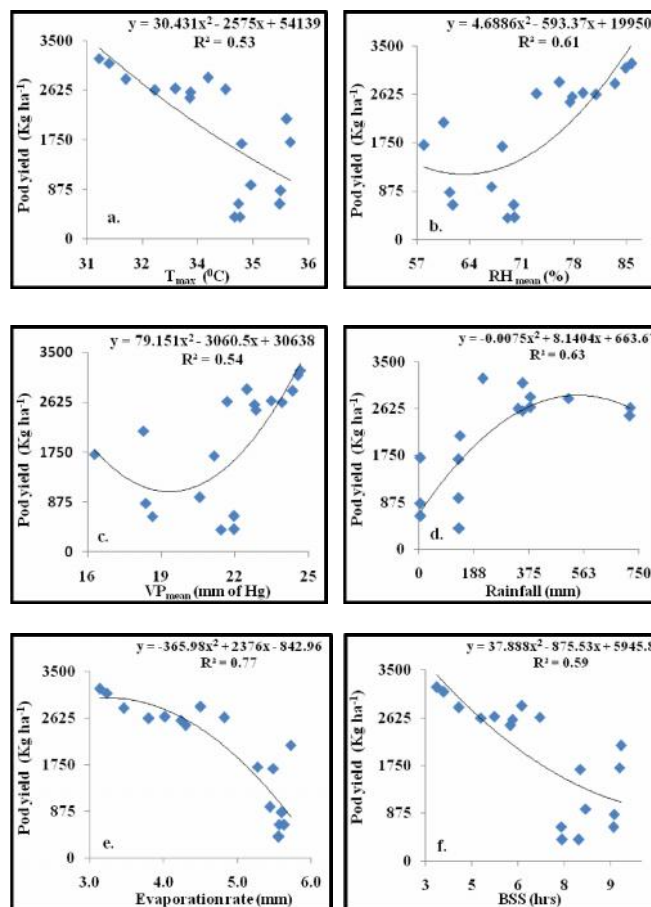 y = 30.431x² - 2575x + 54139
R² = 0.53
Pod yield (Kg ha⁻¹)
3500
2625
1750
875
0
a.
31 32 34 35 36
Tmax (⁰C)
y = 4.6886x² - 593.37x + 19950
R² = 0.61
Pod yield (Kg ha⁻¹)
3500
2625
1750
875
0
b.
57 64 71 78 85
RHmean (%)
y = 79.151x² - 3060.5x + 30638
R² = 0.54
Pod yield (Kg ha⁻¹)
3500
2625
1750
875
0
c.
16 19 22 25
VPmean (mm of Hg)
y = -0.0075x² + 8.1404x + 663.67
R² = 0.63
Pod yield (Kg ha⁻¹)
3500
2625
1750
875
0
d.
0 188 375 563 750
Rainfall (mm)
y = -365.98x² + 2376x - 842.96
R² = 0.77
Pod yield (Kg ha⁻¹)
3500
2625
1750
875
0
e.
3.0 4.0 5.0 6.0
Evaporation rate (mm)
y = 37.888x² - 875.53x + 5945.8
R² = 0.59
Pod yield (Kg ha⁻¹)
3500
2625
1750
875
0
f.
3 5 6 8 9
BSS (hrs)